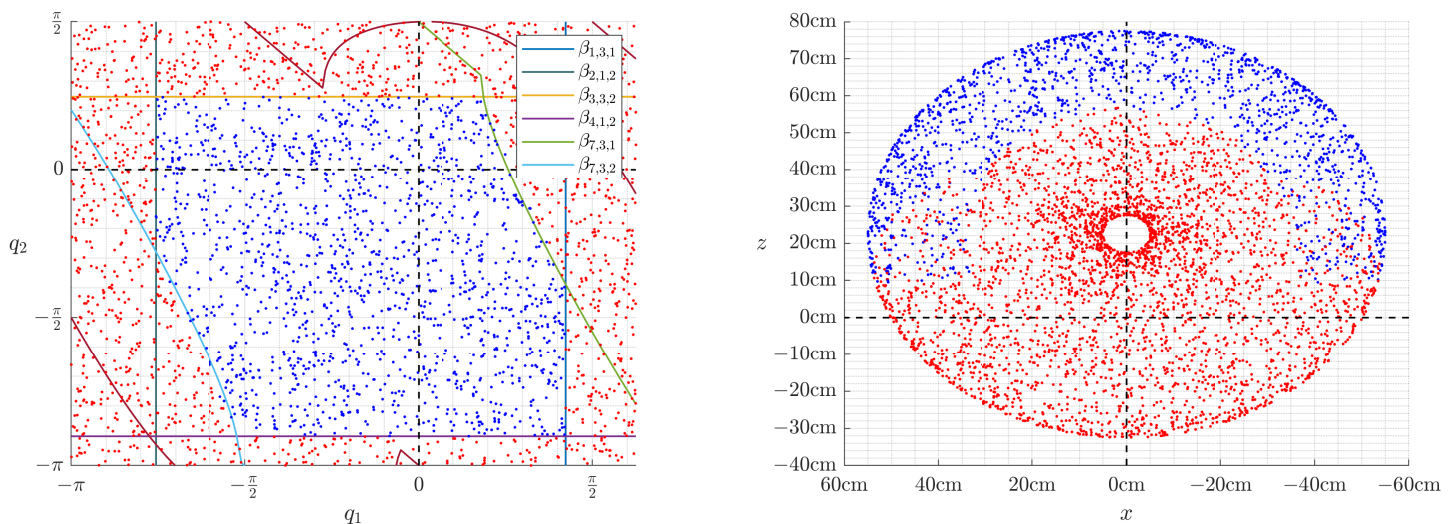 π/2
0
−π/2
−π
q₂
−π
−π/2
0
π/2
q₁
β₁,₃,₁
β₂,₁,₂
β₃,₃,₂
β₄,₁,₂
β₇,₃,₁
β₇,₃,₂
80cm
70cm
60cm
50cm
40cm
30cm
20cm
10cm
0cm
−10cm
−20cm
−30cm
−40cm
z
60cm
40cm
20cm
0cm
−20cm
−40cm
−60cm
x